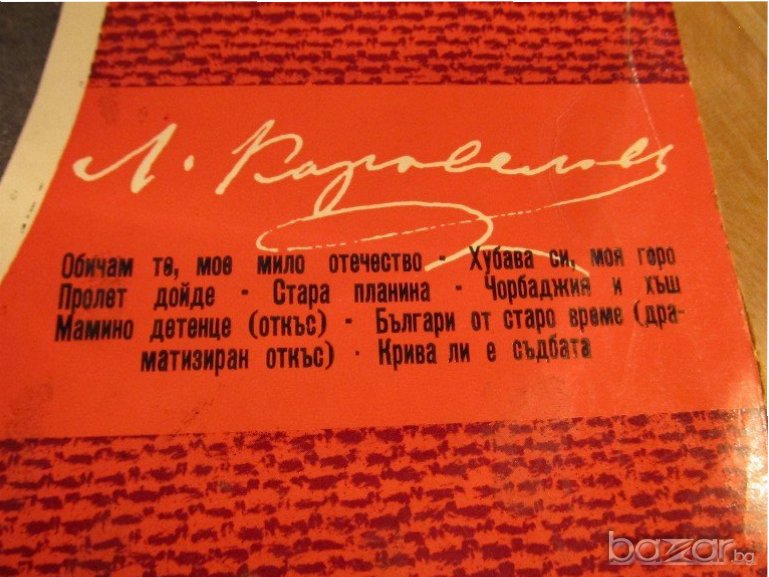 Л. Каравелов
Обичам те, мое мило отечество · Хубава си, моя горо
Пролет дойде · Стара планина · Чорбаджия и хъш
Мамино детенце (откъс) · Българи от старо време (дра-
матизиран откъс) · Крива ли е съдбата
bazar.bg